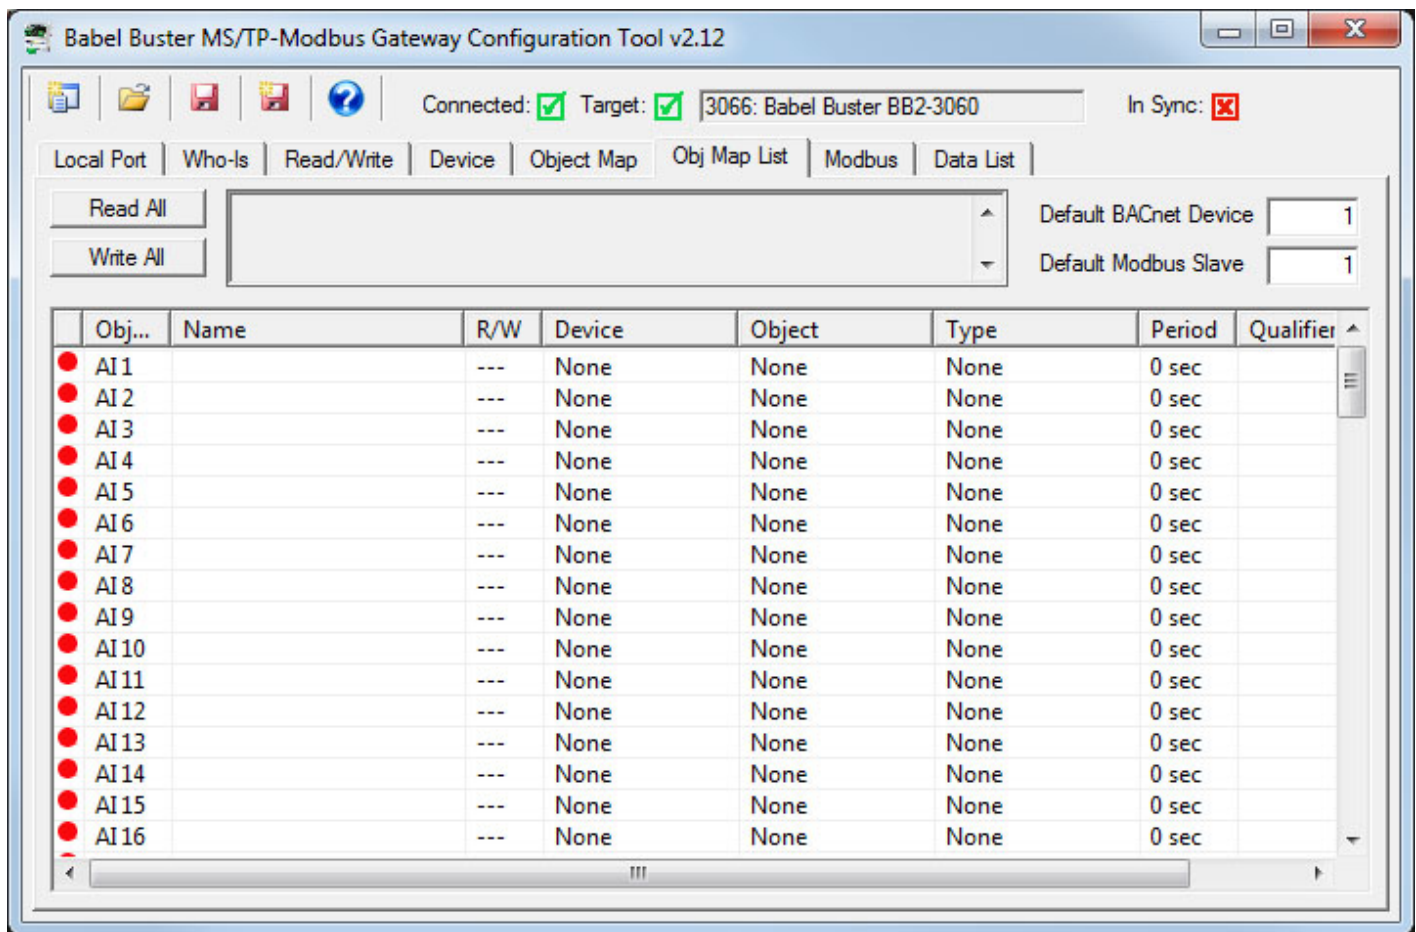 Babel Buster MS/TP-Modbus Gateway Configuration Tool v2.12
Connected: Target: 3066: Babel Buster BB2-3060 In Sync:
Local Port Who-Is Read/Write Device Object Map Obj Map List Modbus Data List
Read All Default BACnet Device 1
Write All Default Modbus Slave 1
Obj... Name R/W Device Object Type Period Qualifier
AI 1 --- None None None 0 sec
AI 2 --- None None None 0 sec
AI 3 --- None None None 0 sec
AI 4 --- None None None 0 sec
AI 5 --- None None None 0 sec
AI 6 --- None None None 0 sec
AI 7 --- None None None 0 sec
AI 8 --- None None None 0 sec
AI 9 --- None None None 0 sec
AI 10 --- None None None 0 sec
AI 11 --- None None None 0 sec
AI 12 --- None None None 0 sec
AI 13 --- None None None 0 sec
AI 14 --- None None None 0 sec
AI 15 --- None None None 0 sec
AI 16 --- None None None 0 sec